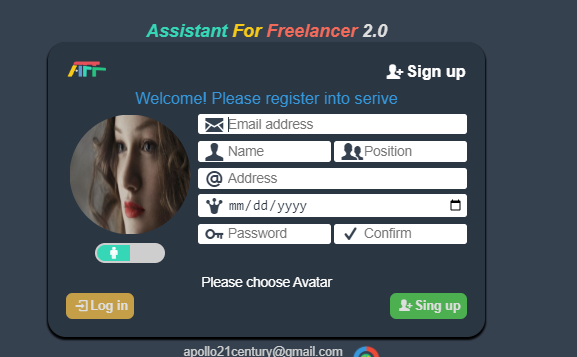 Assistant For Freelancer 2.0
AFF
Sign up
Welcome! Please register into serive
Email address
Name
Position
Address
mm/dd/yyyy
Password
Confirm
Please choose Avatar
Log in
Sing up
apollo21century@gmail.com